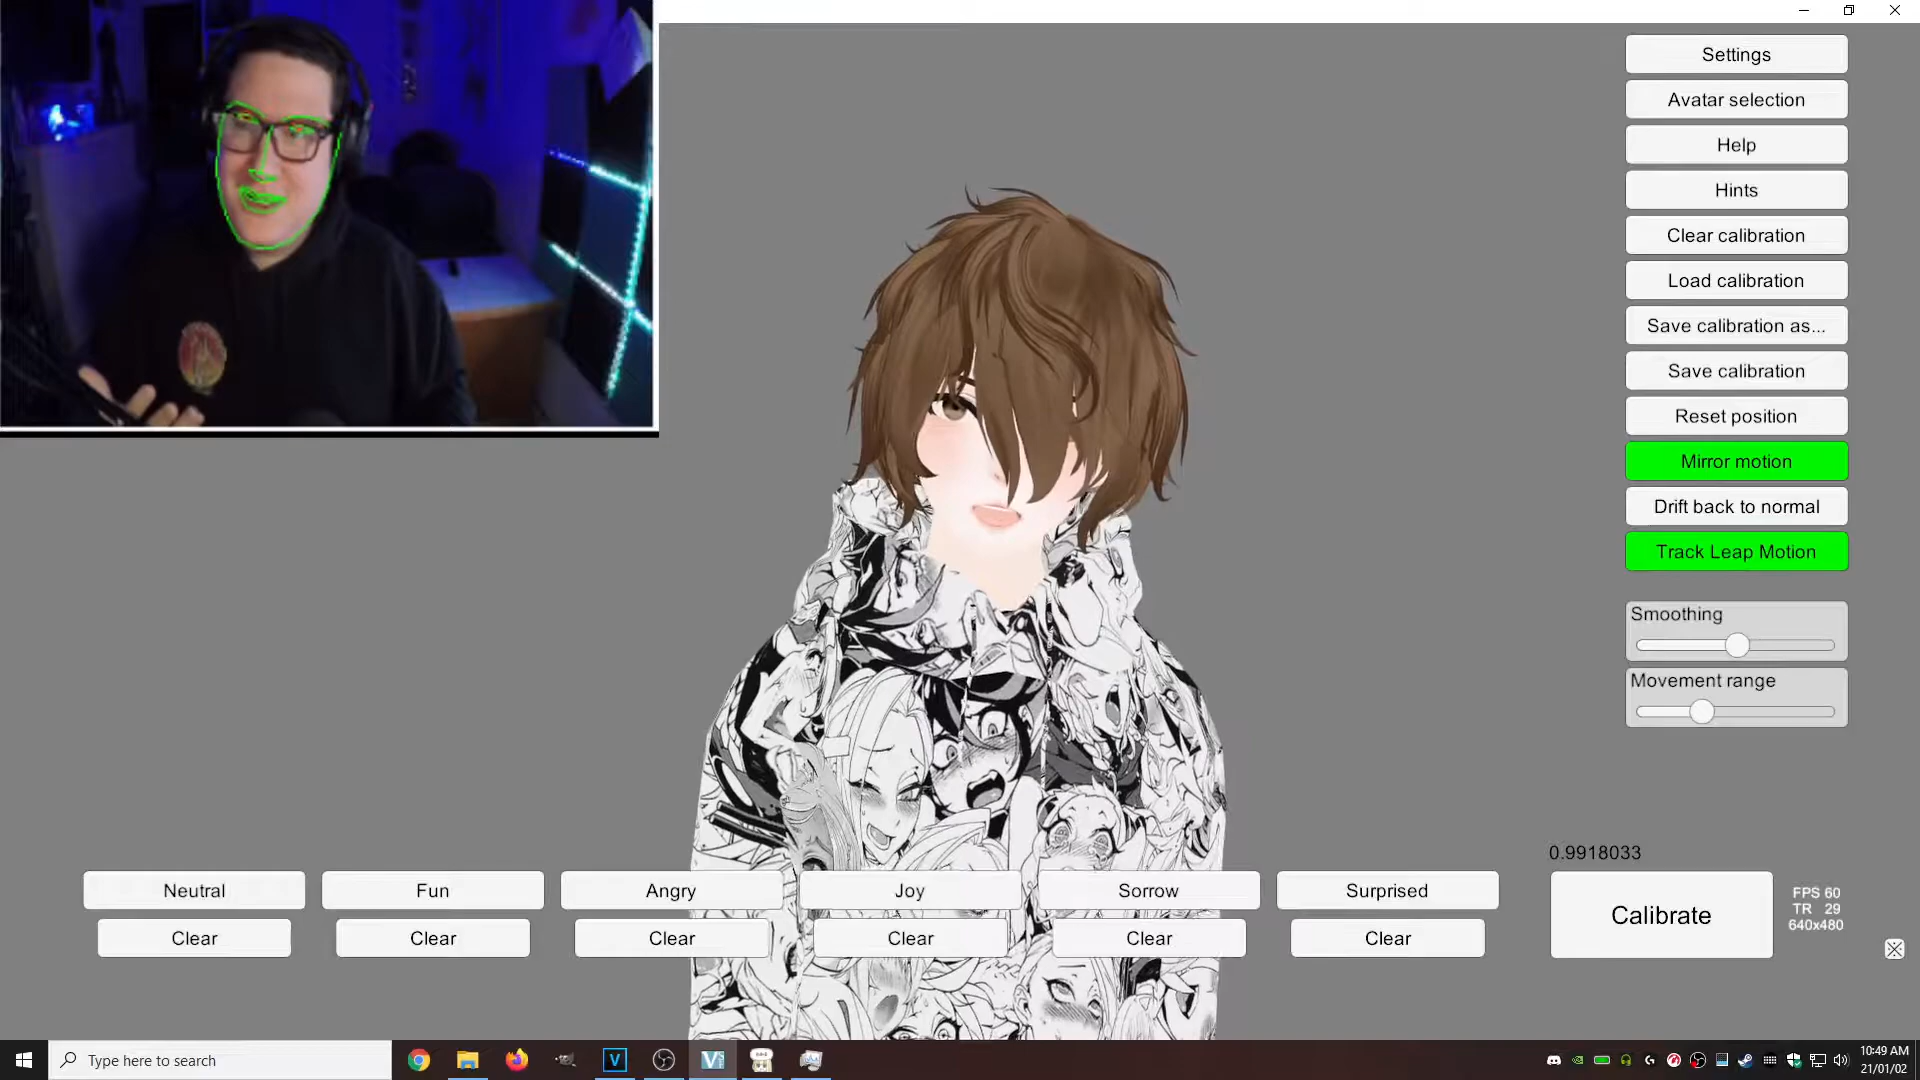 Settings
Avatar selection
Help
Hints
Clear calibration
Load calibration
Save calibration as...
Save calibration
Reset position
Mirror motion
Drift back to normal
Track Leap Motion
Smoothing
Movement range
0.9918033
Neutral
Fun
Angry
Joy
Sorrow
Surprised
Calibrate
FPS 60
TR 29
640x480
Clear
Clear
Clear
Clear
Clear
Clear
Type here to search
10:49 AM
21/01/02